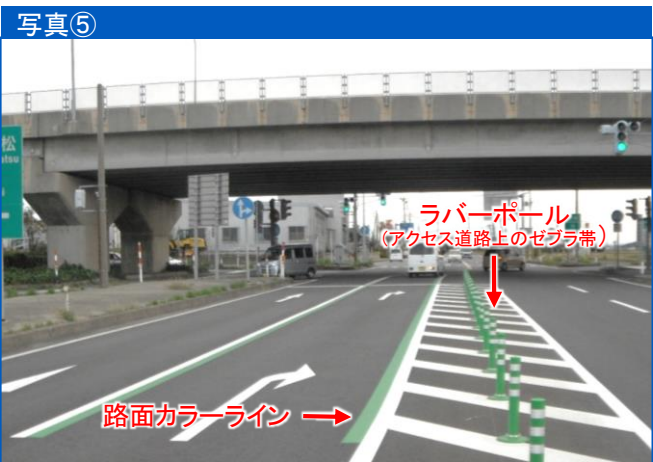 写真⑤
松
ラバーポール
(アクセス道路上のゼブラ帯)
路面カラーライン